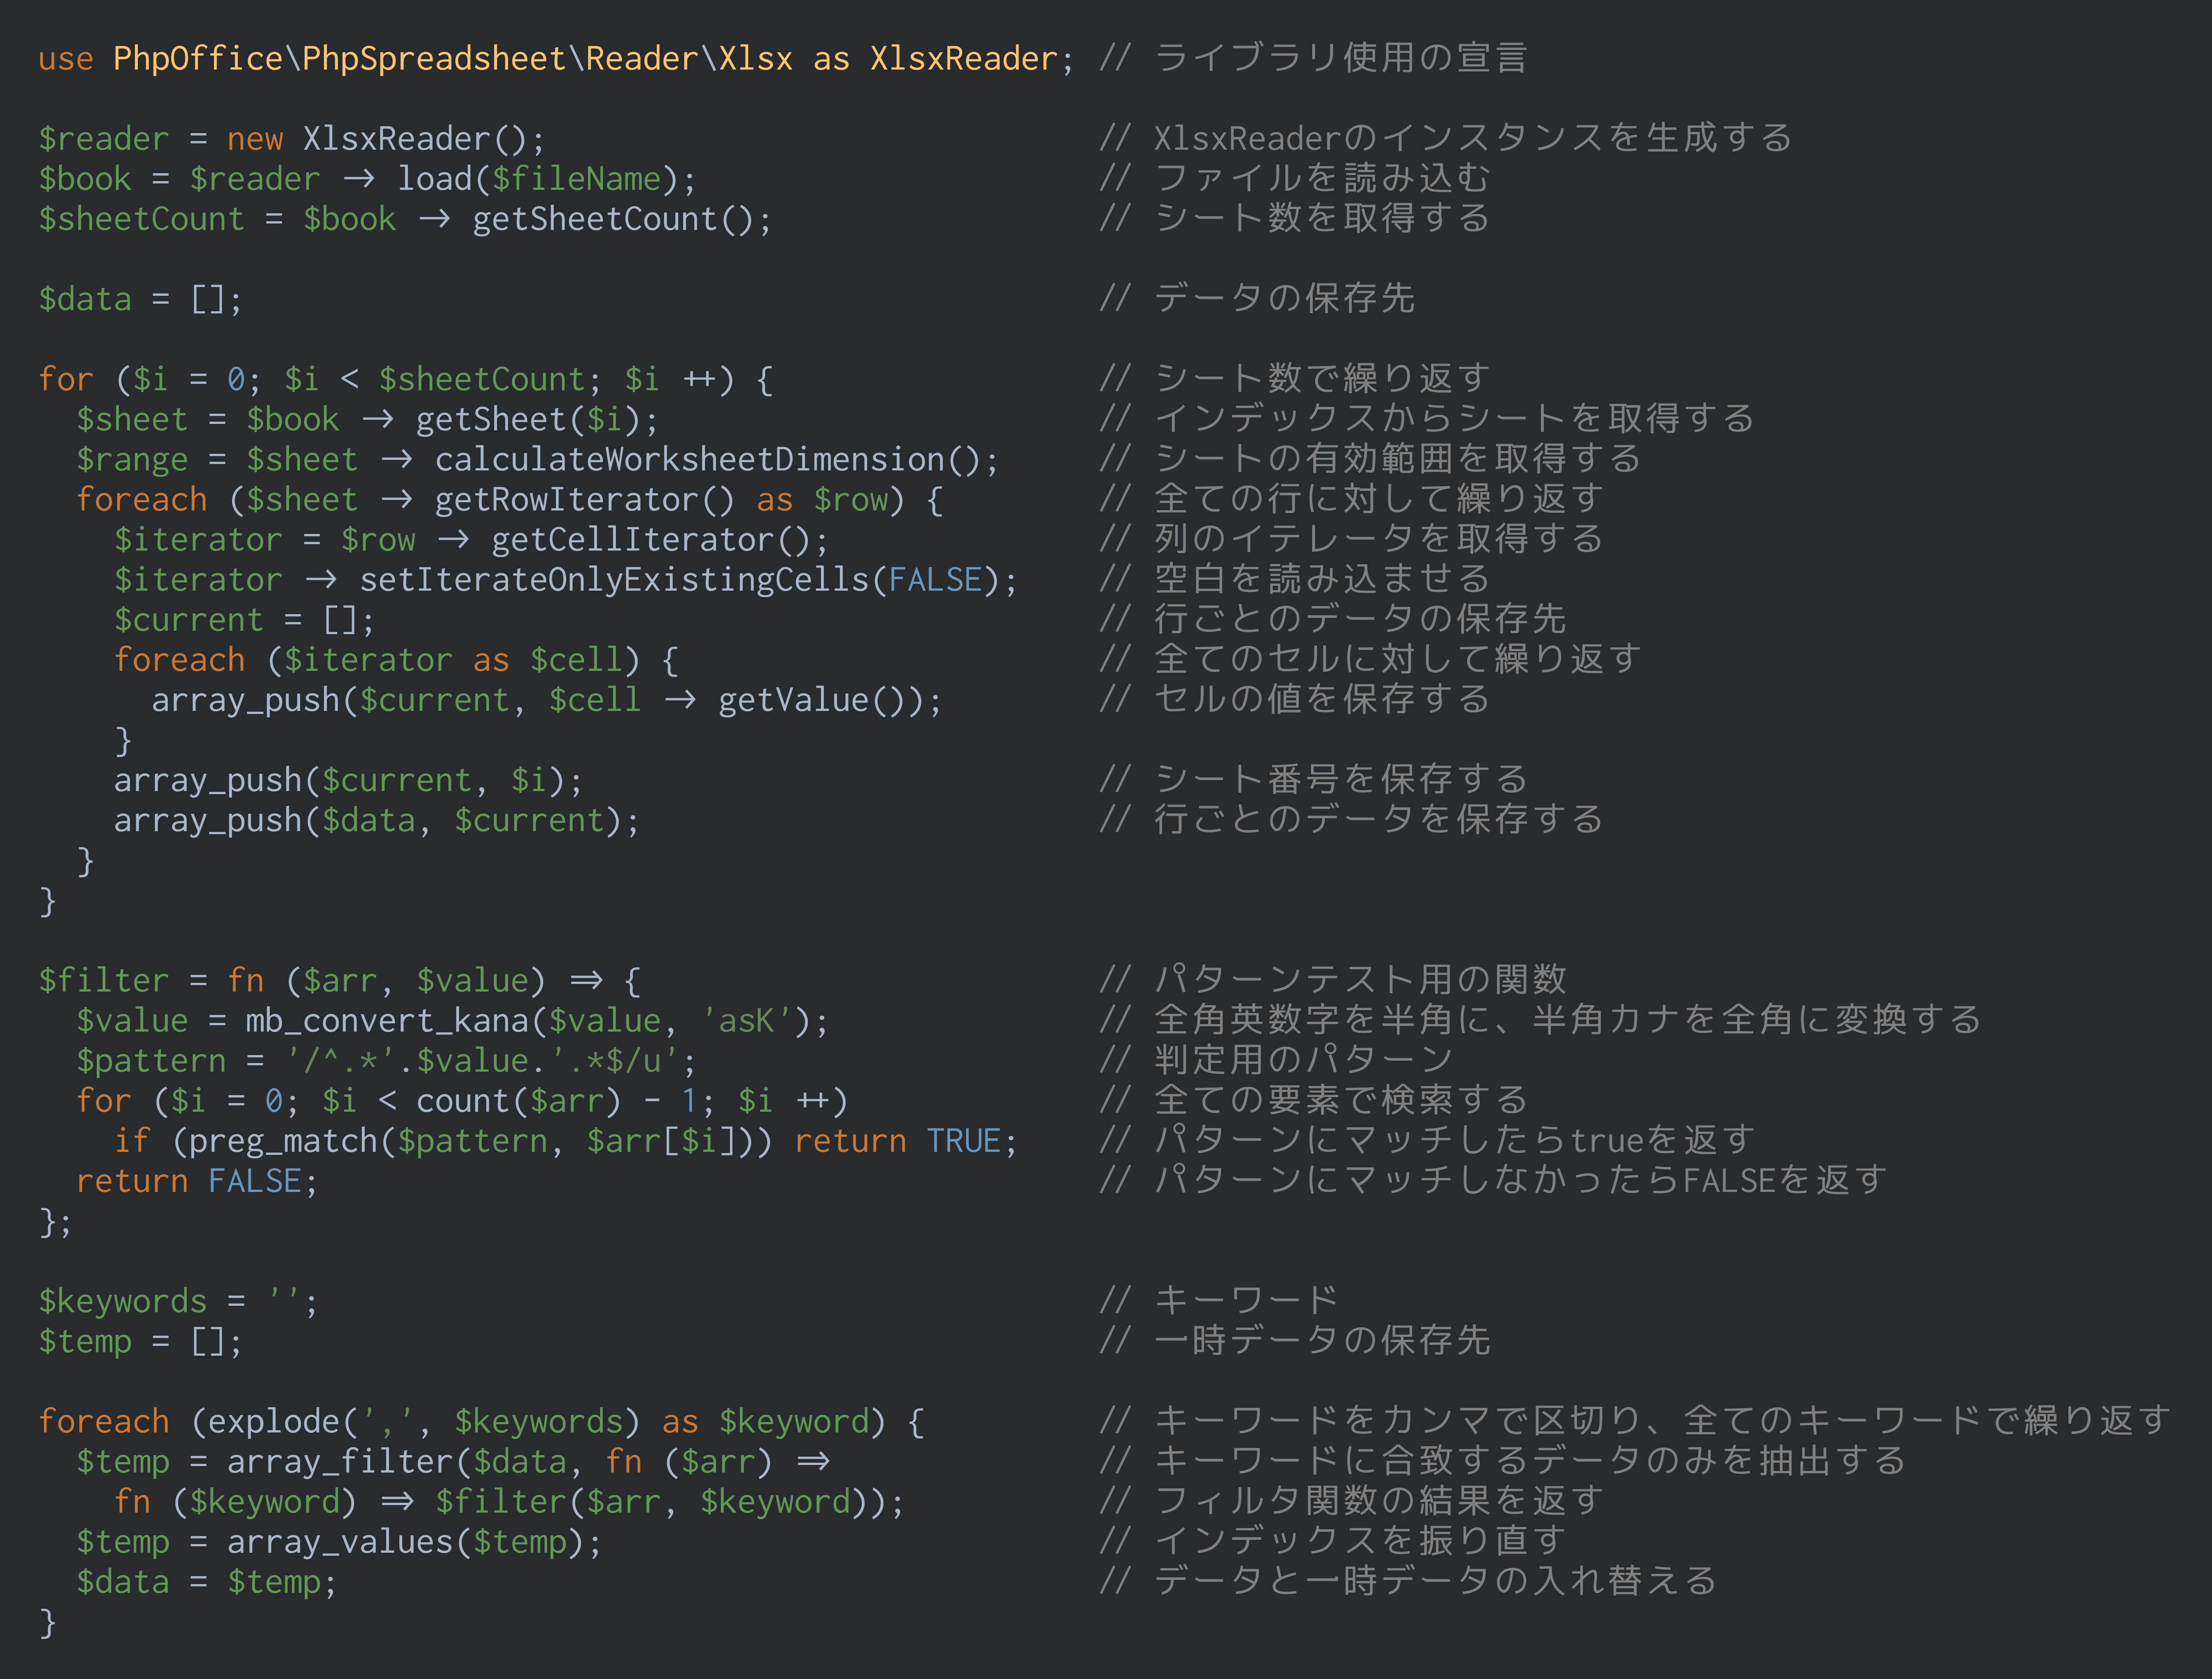 use PhpOffice\PhpSpreadsheet\Reader\Xlsx as XlsxReader; // ライブラリ使用の宣言
$reader = new XlsxReader(); // XlsxReaderのインスタンスを生成する
$book = $reader -> load($fileName); // ファイルを読み込む
$sheetCount = $book -> getSheetCount(); // シート数を取得する
$data = []; // データの保存先
for ($i = 0; $i < $sheetCount; $i ++) { // シート数で繰り返す
$sheet = $book -> getSheet($i); // インデックスからシートを取得する
$range = $sheet -> calculateWorksheetDimension(); // シートの有効範囲を取得する
foreach ($sheet -> getRowIterator() as $row) { // 全ての行に対して繰り返す
$iterator = $row -> getCellIterator(); // 列のイテレータを取得する
$iterator -> setIterateOnlyExistingCells(FALSE); // 空白を読み込ませる
$current = []; // 行ごとのデータの保存先
foreach ($iterator as $cell) { // 全てのセルに対して繰り返す
array_push($current, $cell -> getValue()); // セルの値を保存する
}
array_push($current, $i); // シート番号を保存する
array_push($data, $current); // 行ごとのデータを保存する
}
}
$filter = fn ($arr, $value) => { // パターンテスト用の関数
$value = mb_convert_kana($value, 'asK'); // 全角英数字を半角に、半角カナを全角に変換する
$pattern = '/^.*'.$value.'.*$/u'; // 判定用のパターン
for ($i = 0; $i < count($arr) - 1; $i ++) // 全ての要素で検索する
if (preg_match($pattern, $arr[$i])) return TRUE; // パターンにマッチしたらtrueを返す
return FALSE; // パターンにマッチしなかったらFALSEを返す
};
$keywords = ''; // キーワード
$temp = []; // 一時データの保存先
foreach (explode(',', $keywords) as $keyword) { // キーワードをカンマで区切り、全てのキーワードで繰り返す
$temp = array_filter($data, fn ($arr) => // キーワードに合致するデータのみを抽出する
fn ($keyword) => $filter($arr, $keyword)); // フィルタ関数の結果を返す
$temp = array_values($temp); // インデックスを振り直す
$data = $temp; // データと一時データの入れ替える
}